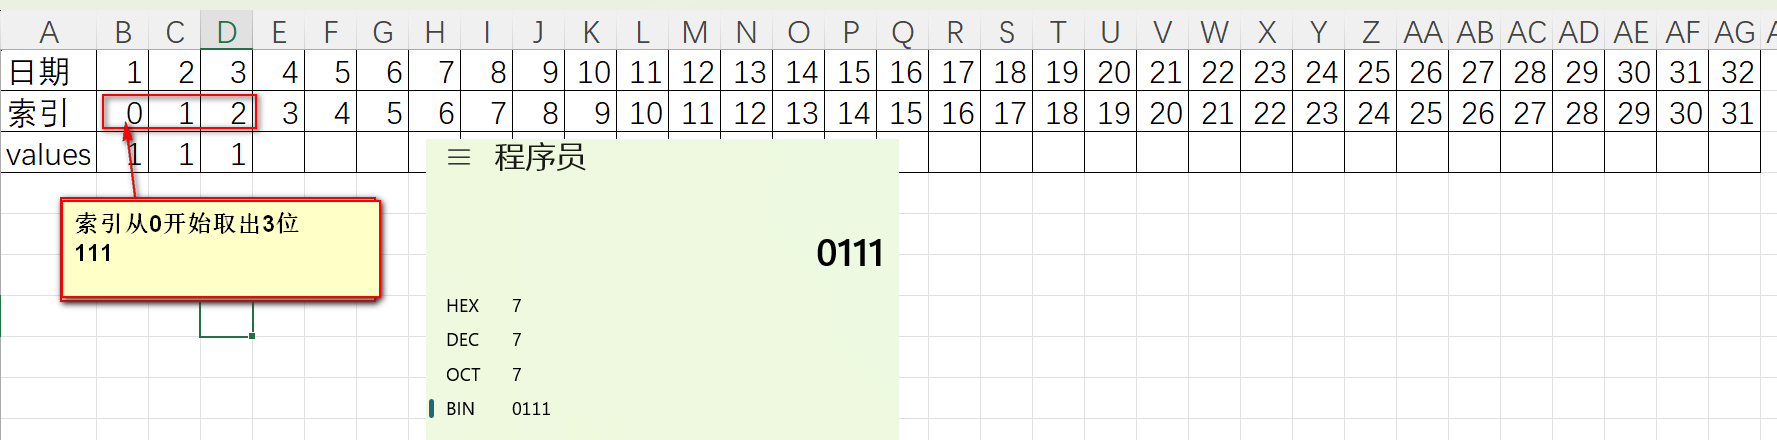 A B C D E F G H I J K L M N O P Q R S T U V W X Y Z AA AB AC AD AE AF AG
日期 1 2 3 4 5 6 7 8 9 10 11 12 13 14 15 16 17 18 19 20 21 22 23 24 25 26 27 28 29 30 31 32
索引 0 1 2 3 4 5 6 7 8 9 10 11 12 13 14 15 16 17 18 19 20 21 22 23 24 25 26 27 28 29 30 31
values 1 1 1
程序员
索引从0开始取出3位
111
0111
HEX 7
DEC 7
OCT 7
BIN 0111